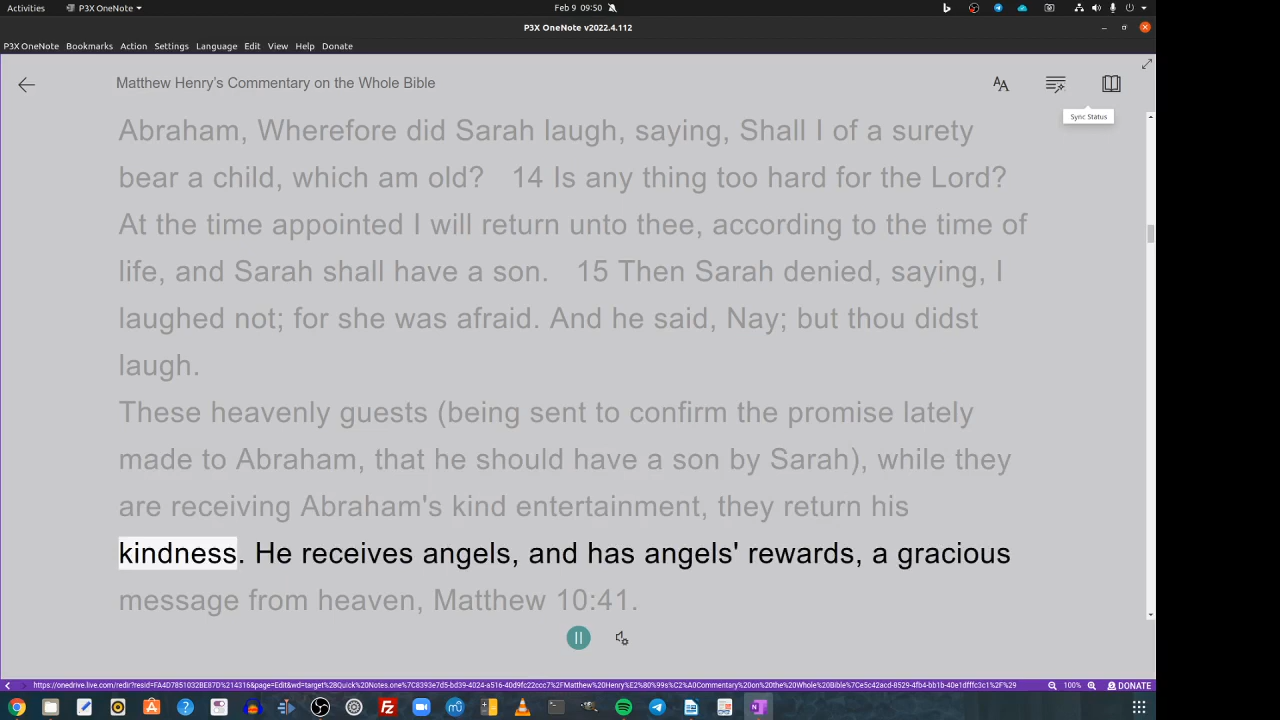 Activities
P3X OneNote
Feb 9 09:50
P3X OneNote v2022.4.112
P3X OneNote Bookmarks Action Settings Language Edit View Help Donate
Matthew Henry’s Commentary on the Whole Bible
Sync Status
Abraham, Wherefore did Sarah laugh, saying, Shall I of a surety
bear a child, which am old?   14 Is any thing too hard for the Lord?
At the time appointed I will return unto thee, according to the time of
life, and Sarah shall have a son.   15 Then Sarah denied, saying, I
laughed not; for she was afraid. And he said, Nay; but thou didst
laugh.
These heavenly guests (being sent to confirm the promise lately
made to Abraham, that he should have a son by Sarah), while they
are receiving Abraham's kind entertainment, they return his
kindness. He receives angels, and has angels' rewards, a gracious
message from heaven, Matthew 10:41.
100%
DONATE